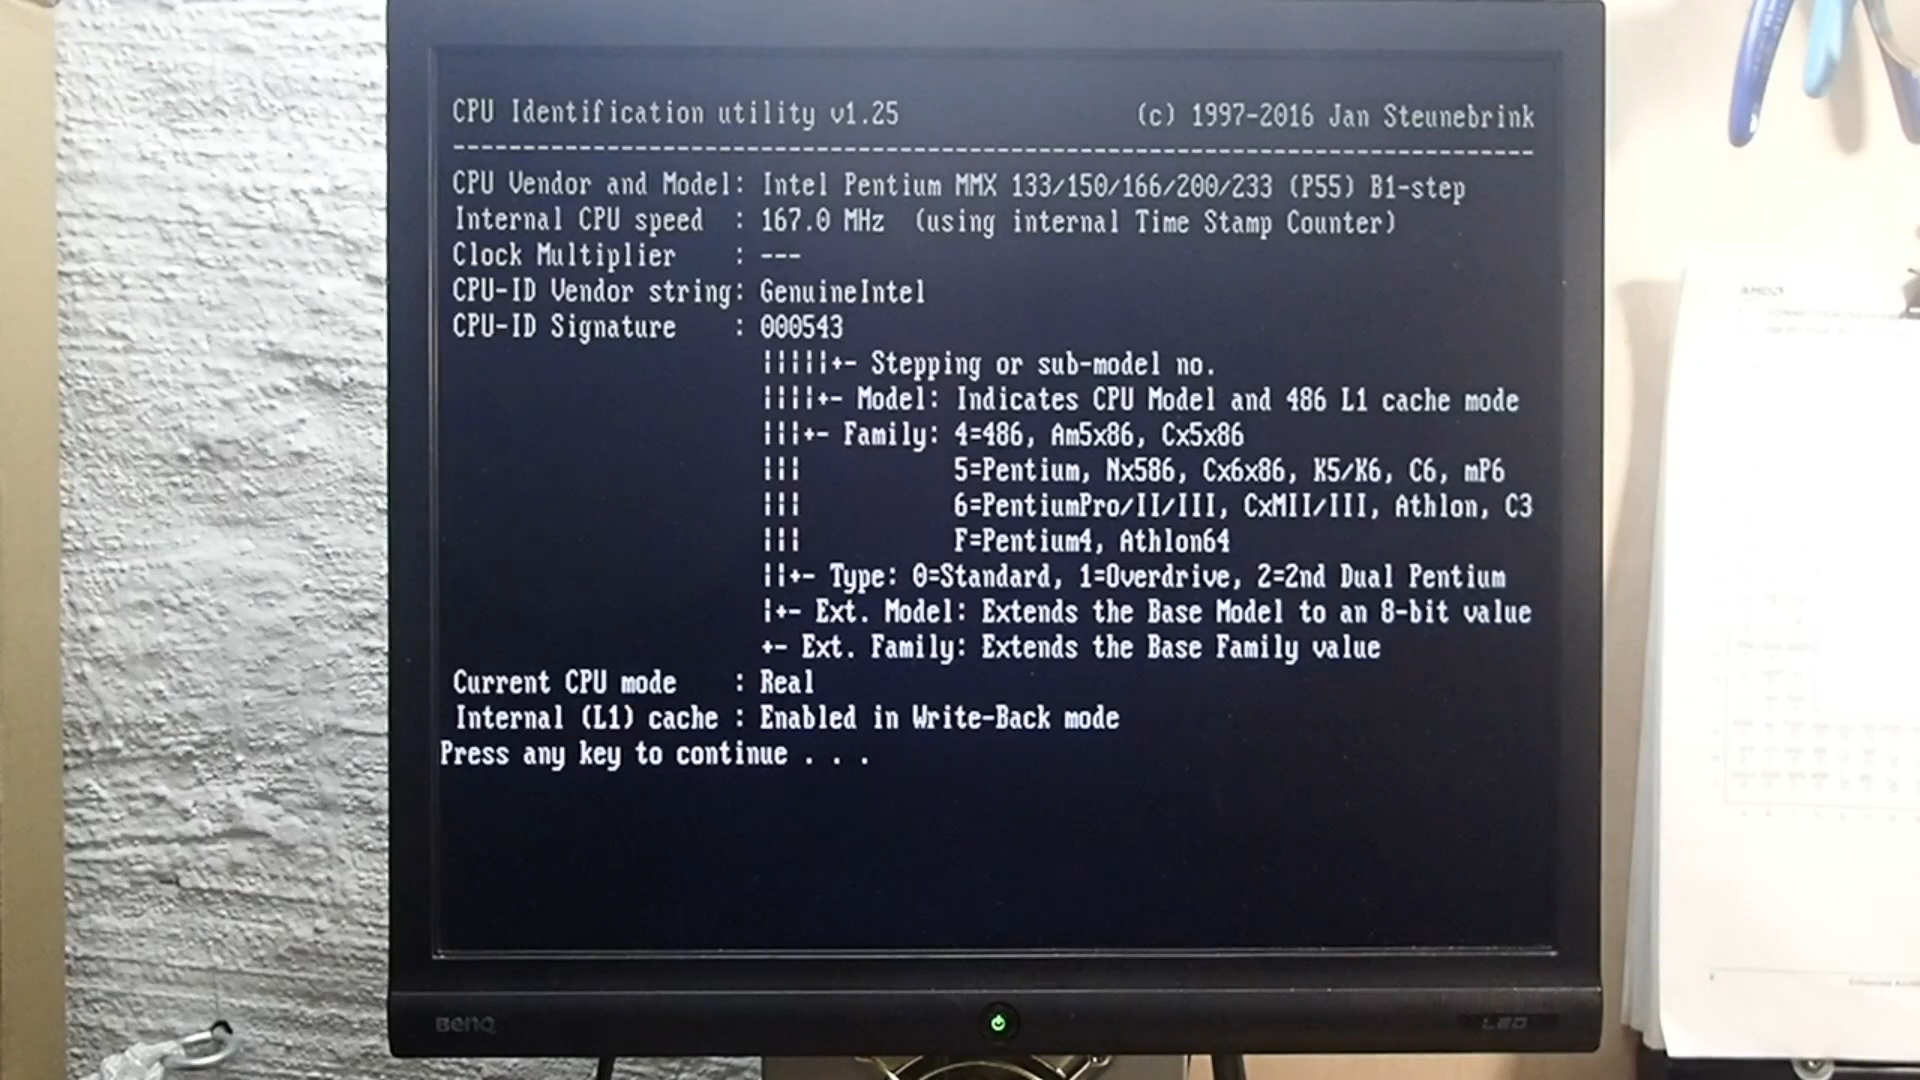 CPU Identification utility v1.25 (c) 1997-2016 Jan Steunebrink
--------------------------------------------------------------------------------
CPU Vendor and Model: Intel Pentium MMX 133/150/166/200/233 (P55) B1-step
Internal CPU speed : 167.0 MHz (using internal Time Stamp Counter)
Clock Multiplier : ---
CPU-ID Vendor string: GenuineIntel
CPU-ID Signature : 000543
|||||+- Stepping or sub-model no.
||||+- Model: Indicates CPU Model and 486 L1 cache mode
|||+- Family: 4=486, Am5x86, Cx5x86
||| 5=Pentium, Nx586, Cx6x86, K5/K6, C6, mP6
||| 6=PentiumPro/II/III, CxMII/III, Athlon, C3
||| F=Pentium4, Athlon64
||+- Type: 0=Standard, 1=Overdrive, 2=2nd Dual Pentium
|+- Ext. Model: Extends the Base Model to an 8-bit value
+- Ext. Family: Extends the Base Family value
Current CPU mode : Real
Internal (L1) cache : Enabled in Write-Back mode
Press any key to continue . . .
BenQ
LED
AMD